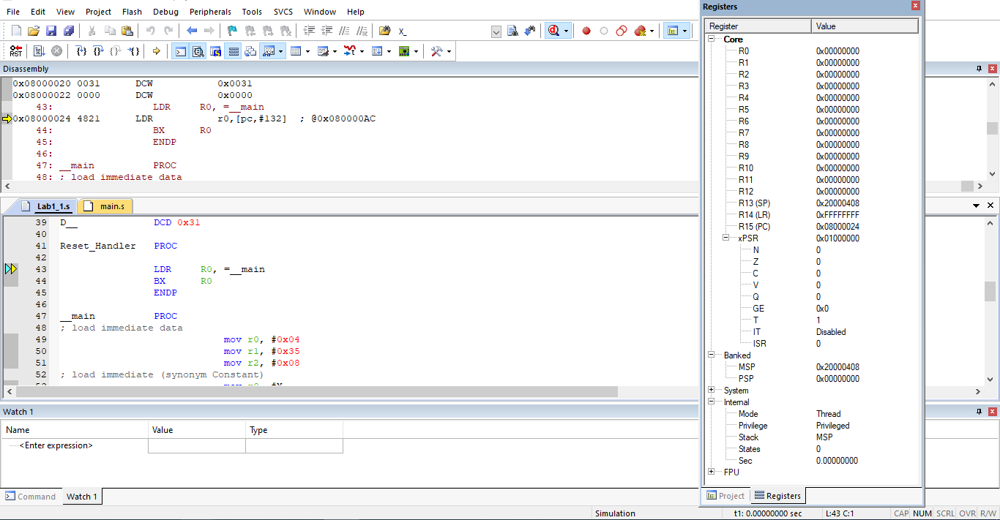 File Edit View Project Flash Debug Peripherals Tools SVCS Window Help
X_
RST
Disassembly
0x08000020 0031 DCW 0x0031
0x08000022 0000 DCW 0x0000
43: LDR R0, =__main
0x08000024 4821 LDR r0,[pc,#132] ; @0x080000AC
44: BX R0
45: ENDP
46:
47: __main PROC
48: ; load immediate data
Lab1_1.s main.s
39 D__ DCD 0x31
40
41 Reset_Handler PROC
42
43 LDR R0, =__main
44 BX R0
45 ENDP
46
47 __main PROC
48 ; load immediate data
49 mov r0, #0x04
50 mov r1, #0x35
51 mov r2, #0x08
52 ; load immediate (synonym Constant)
Watch 1
Name Value Type
<Enter expression>
Command Watch 1
Registers
Register Value
Core
R0 0x00000000
R1 0x00000000
R2 0x00000000
R3 0x00000000
R4 0x00000000
R5 0x00000000
R6 0x00000000
R7 0x00000000
R8 0x00000000
R9 0x00000000
R10 0x00000000
R11 0x00000000
R12 0x00000000
R13 (SP) 0x20000408
R14 (LR) 0xFFFFFFFF
R15 (PC) 0x08000024
xPSR 0x01000000
N 0
Z 0
C 0
V 0
Q 0
GE 0x0
T 1
IT Disabled
ISR 0
Banked
MSP 0x20000408
PSP 0x00000000
System
Internal
Mode Thread
Privilege Privileged
Stack MSP
States 0
Sec 0.00000000
FPU
Project Registers
Simulation t1: 0.00000000 sec L:43 C:1 CAP NUM SCRL OVR R/W